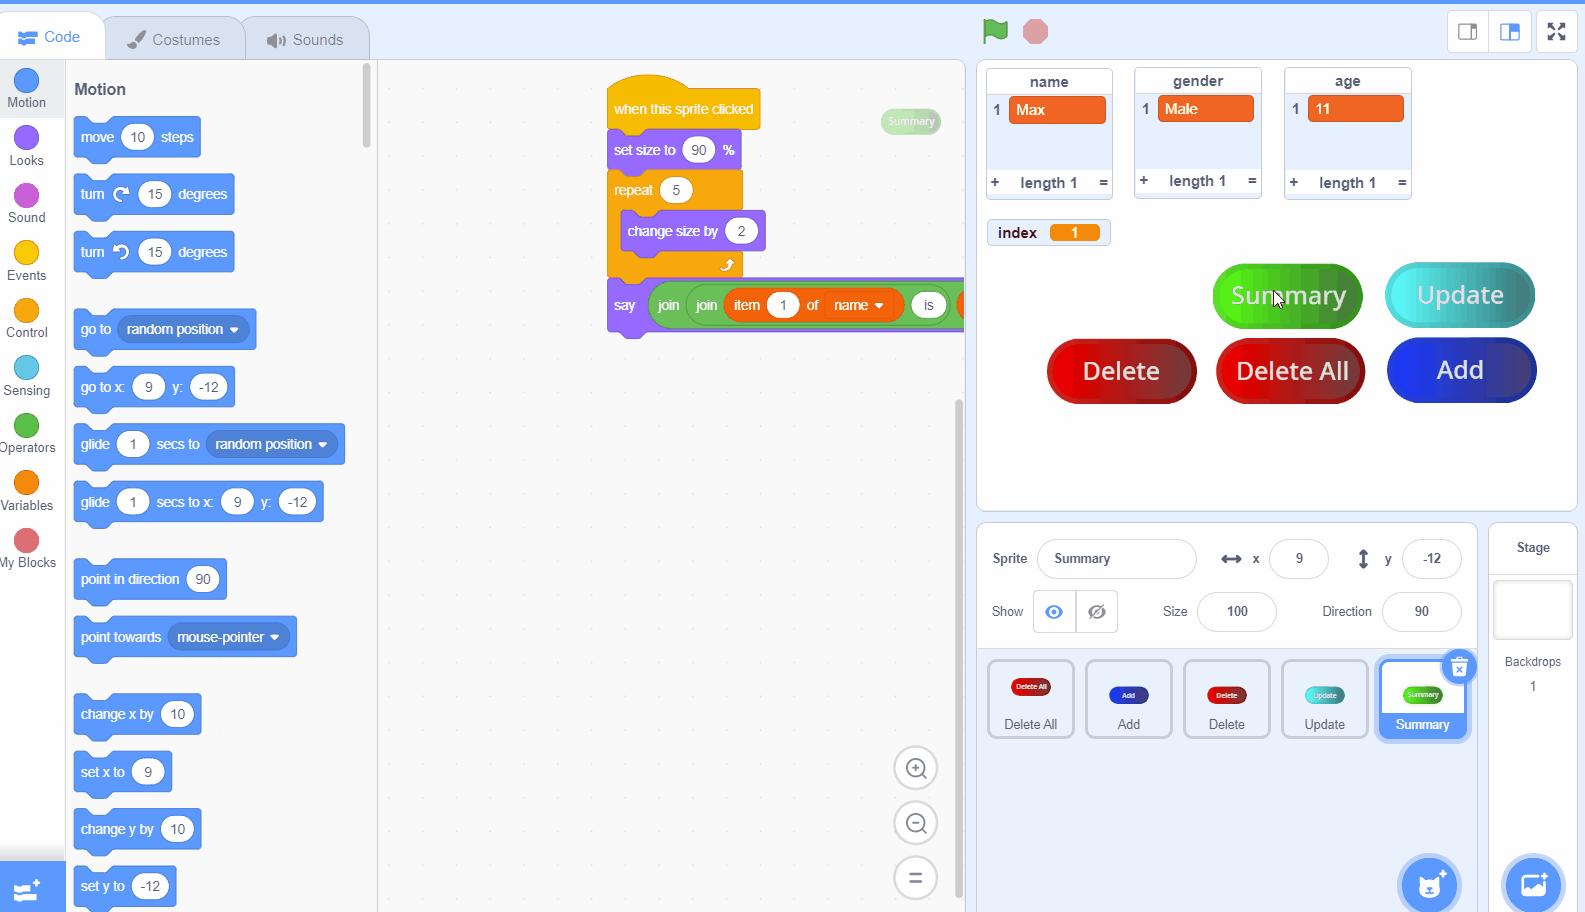 Code
Costumes
Sounds
Motion
Looks
Sound
Events
Control
Sensing
Operators
Variables
My Blocks
Motion
move 10 steps
turn 15 degrees
turn 15 degrees
go to random position
go to x: 9 y: -12
glide 1 secs to random position
glide 1 secs to x: 9 y: -12
point in direction 90
point towards mouse-pointer
change x by 10
set x to 9
change y by 10
set y to -12
when this sprite clicked
set size to 90 %
repeat 5
change size by 2
say join join item 1 of name is
Summary
name
1 Max
+ length 1 =
gender
1 Male
+ length 1 =
age
1 11
+ length 1 =
index 1
Summary
Update
Delete
Delete All
Add
Sprite Summary x 9 y -12
Show Size 100 Direction 90
Delete All
Delete All
Add
Add
Delete
Delete
Update
Update
Summary
Summary
Stage
Backdrops
1